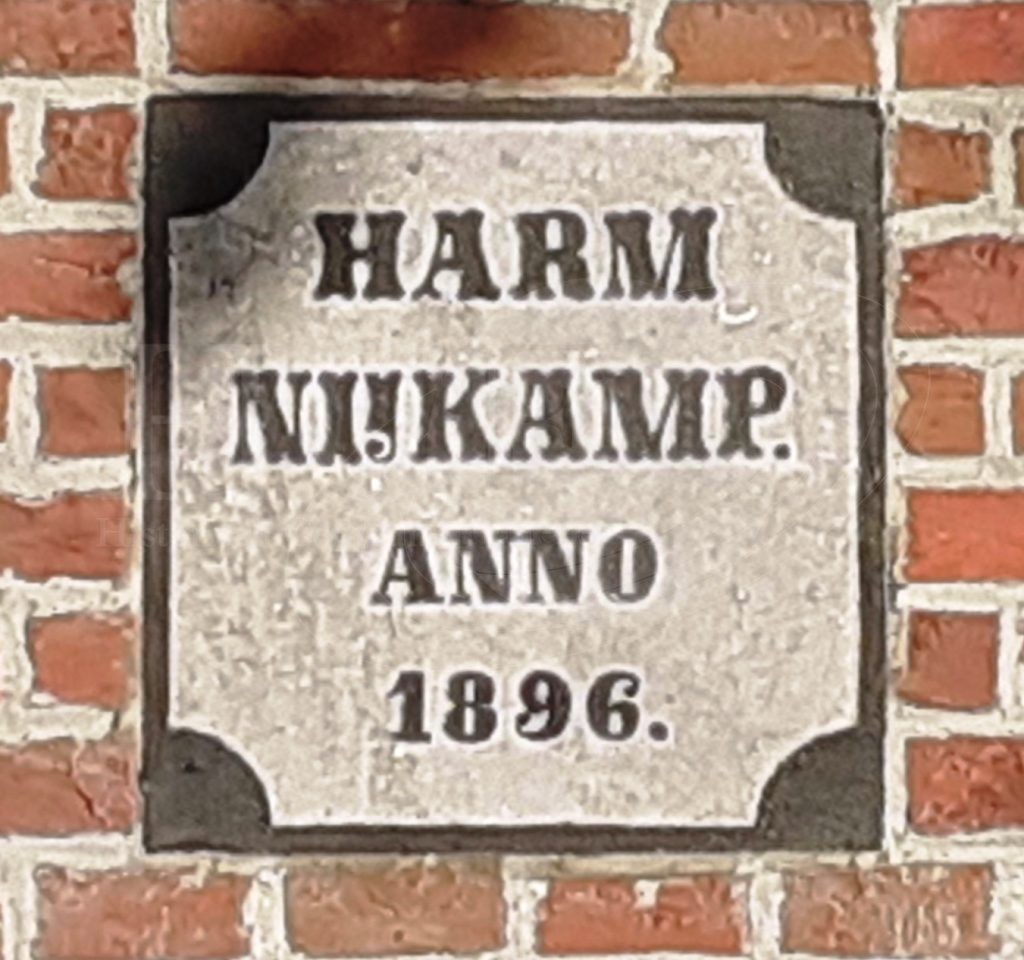 HARM
NIJKAMP.
ANNO
1896.